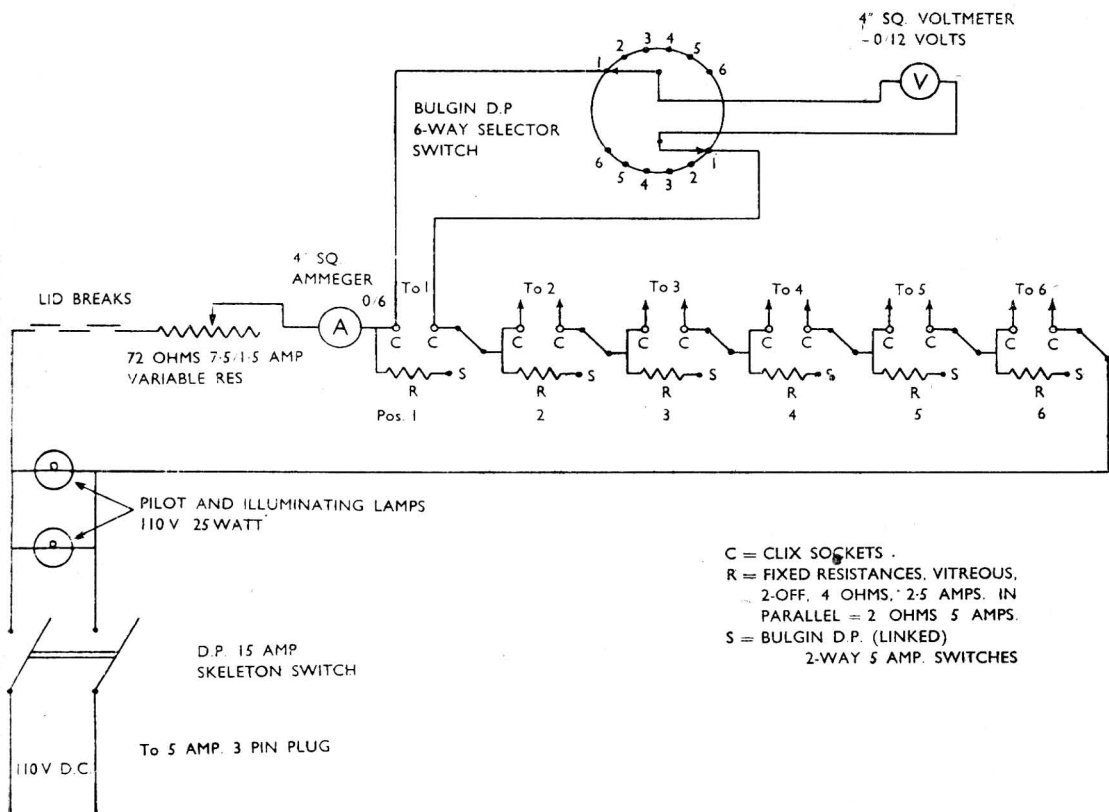 4" SQ. VOLTMETER
-0/12 VOLTS
V
1 2 3 4 5 6
BULGIN D.P
6-WAY SELECTOR
SWITCH
6 5 4 3 2 1
4" SQ.
AMMEGER
0/6
A
LID BREAKS
72 OHMS 7·5/1·5 AMP
VARIABLE RES
To 1 To 2 To 3 To 4 To 5 To 6
C C C C C C C C C C C C
S S S S S S
R R R R R R
Pos. 1 2 3 4 5 6
PILOT AND ILLUMINATING LAMPS
110 V 25 WATT
C = CLIX SOCKETS .
R = FIXED RESISTANCES, VITREOUS,
2-OFF, 4 OHMS, 2·5 AMPS. IN
PARALLEL = 2 OHMS 5 AMPS.
S = BULGIN D.P. (LINKED)
2-WAY 5 AMP. SWITCHES
D.P. 15 AMP
SKELETON SWITCH
To 5 AMP. 3 PIN PLUG
110 V D.C.